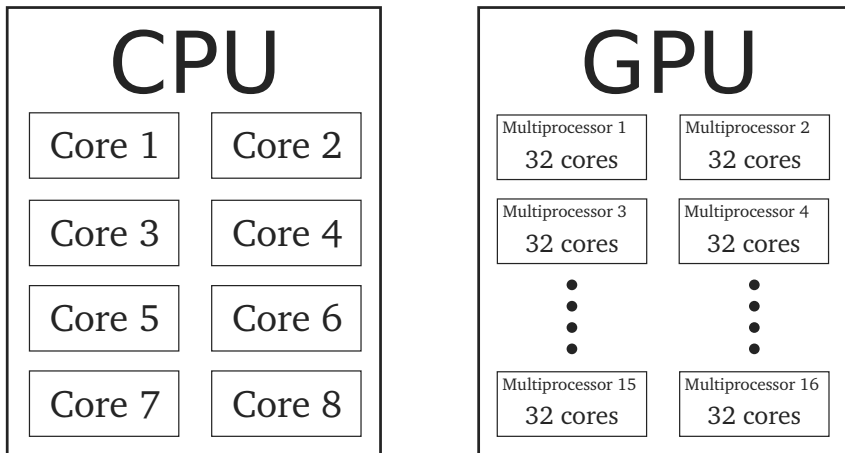 CPU
Core 1
Core 2
Core 3
Core 4
Core 5
Core 6
Core 7
Core 8
GPU
Multiprocessor 1
32 cores
Multiprocessor 2
32 cores
Multiprocessor 3
32 cores
Multiprocessor 4
32 cores
Multiprocessor 15
32 cores
Multiprocessor 16
32 cores